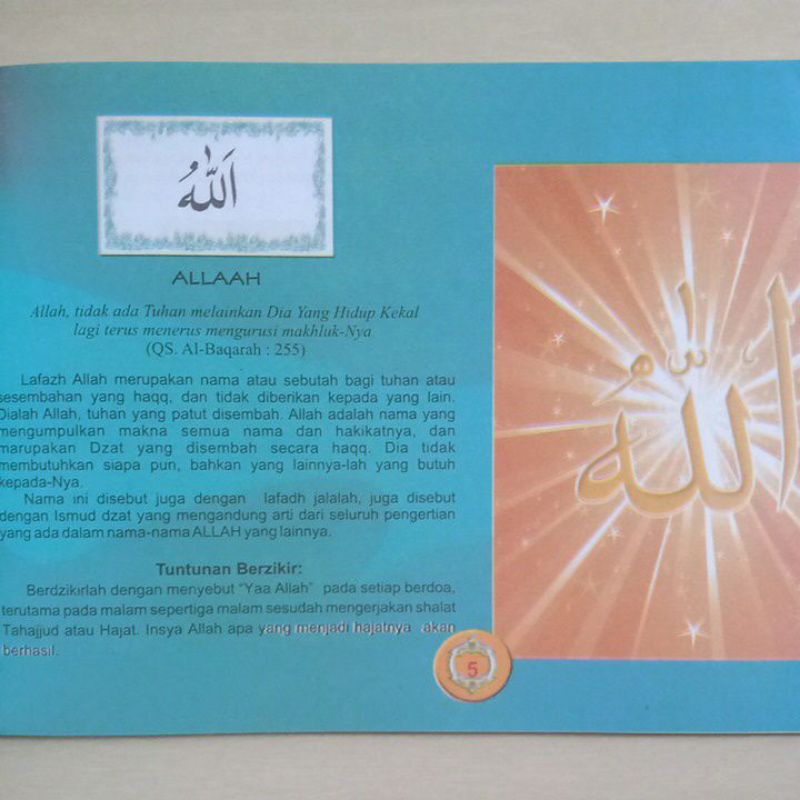 اَللّٰهُ
ALLAAH
Allah, tidak ada Tuhan melainkan Dia Yang Hidup Kekal
lagi terus menerus mengurusi makhluk-Nya
(QS. Al-Baqarah : 255)
Lafazh Allah merupakan nama atau sebutah bagi tuhan atau
sesembahan yang haqq, dan tidak diberikan kepada yang lain.
Dialah Allah, tuhan yang patut disembah. Allah adalah nama yang
mengumpulkan makna semua nama dan hakikatnya, dan
marupakan Dzat yang disembah secara haqq. Dia tidak
membutuhkan siapa pun, bahkan yang lainnya-lah yang butuh
kepada-Nya.
Nama ini disebut juga dengan lafadh jalalah, juga disebut
dengan Ismud dzat yang mengandung arti dari seluruh pengertian
yang ada dalam nama-nama ALLAH yang lainnya.
Tuntunan Berzikir:
Berdzikirlah dengan menyebut “Yaa Allah” pada setiap berdoa,
terutama pada malam sepertiga malam sesudah mengerjakan shalat
Tahajjud atau Hajat. Insya Allah apa yang menjadi hajatnya akan
berhasil.
5
الله